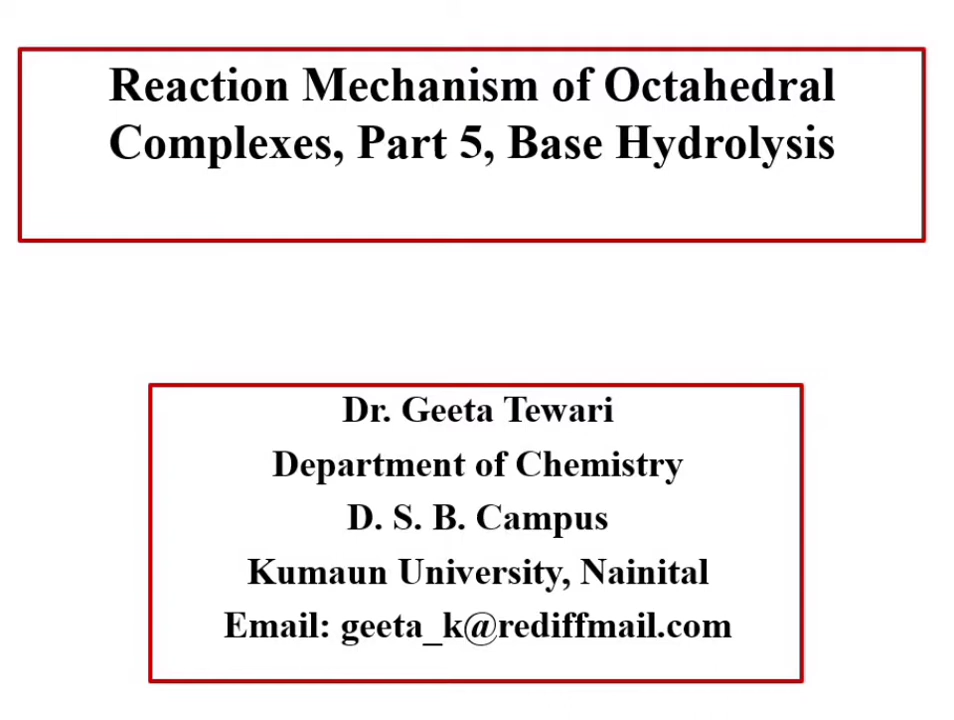 Reaction Mechanism of Octahedral
Complexes, Part 5, Base Hydrolysis
Dr. Geeta Tewari
Department of Chemistry
D. S. B. Campus
Kumaun University, Nainital
Email: geeta_k@rediffmail.com